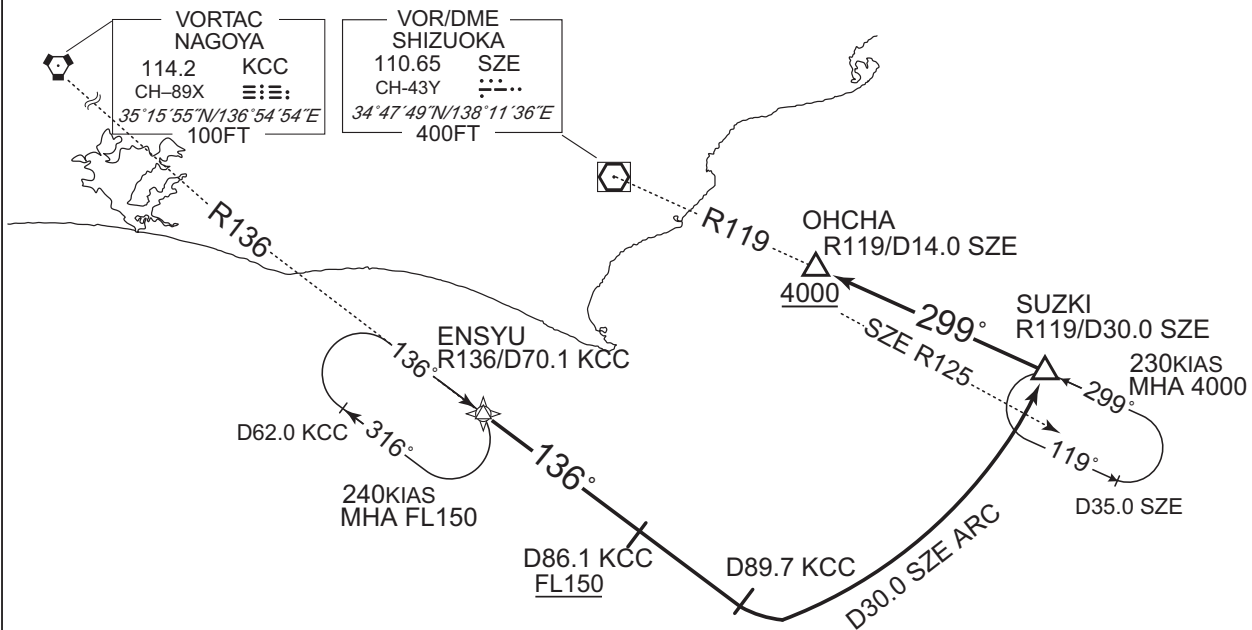 VORTAC
NAGOYA
114.2 KCC
CH–89X
35°15´55˝N/136°54´54˝E
100FT
VOR/DME
SHIZUOKA
110.65 SZE
CH-43Y
34°47´49˝N/138°11´36˝E
400FT
R136
R119
OHCHA
R119/D14.0 SZE
4000
299°
SUZKI
R119/D30.0 SZE
SZE R125
230KIAS
MHA 4000
299°
119°
D35.0 SZE
ENSYU
R136/D70.1 KCC
136°
D62.0 KCC
316°
240KIAS
MHA FL150
136°
D86.1 KCC
FL150
D89.7 KCC
D30.0 SZE ARC